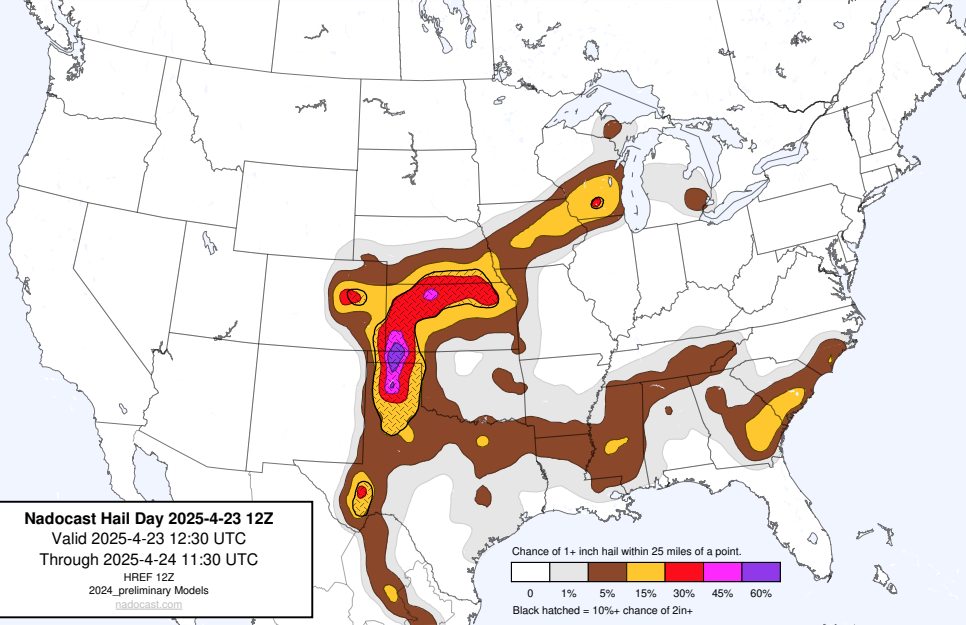 Nadocast Hail Day 2025-4-23 12Z
Valid 2025-4-23 12:30 UTC
Through 2025-4-24 11:30 UTC
HREF 12Z
2024_preliminary Models
nadocast.com
Chance of 1+ inch hail within 25 miles of a point.
0 1% 5% 15% 30% 45% 60%
Black hatched = 10%+ chance of 2in+